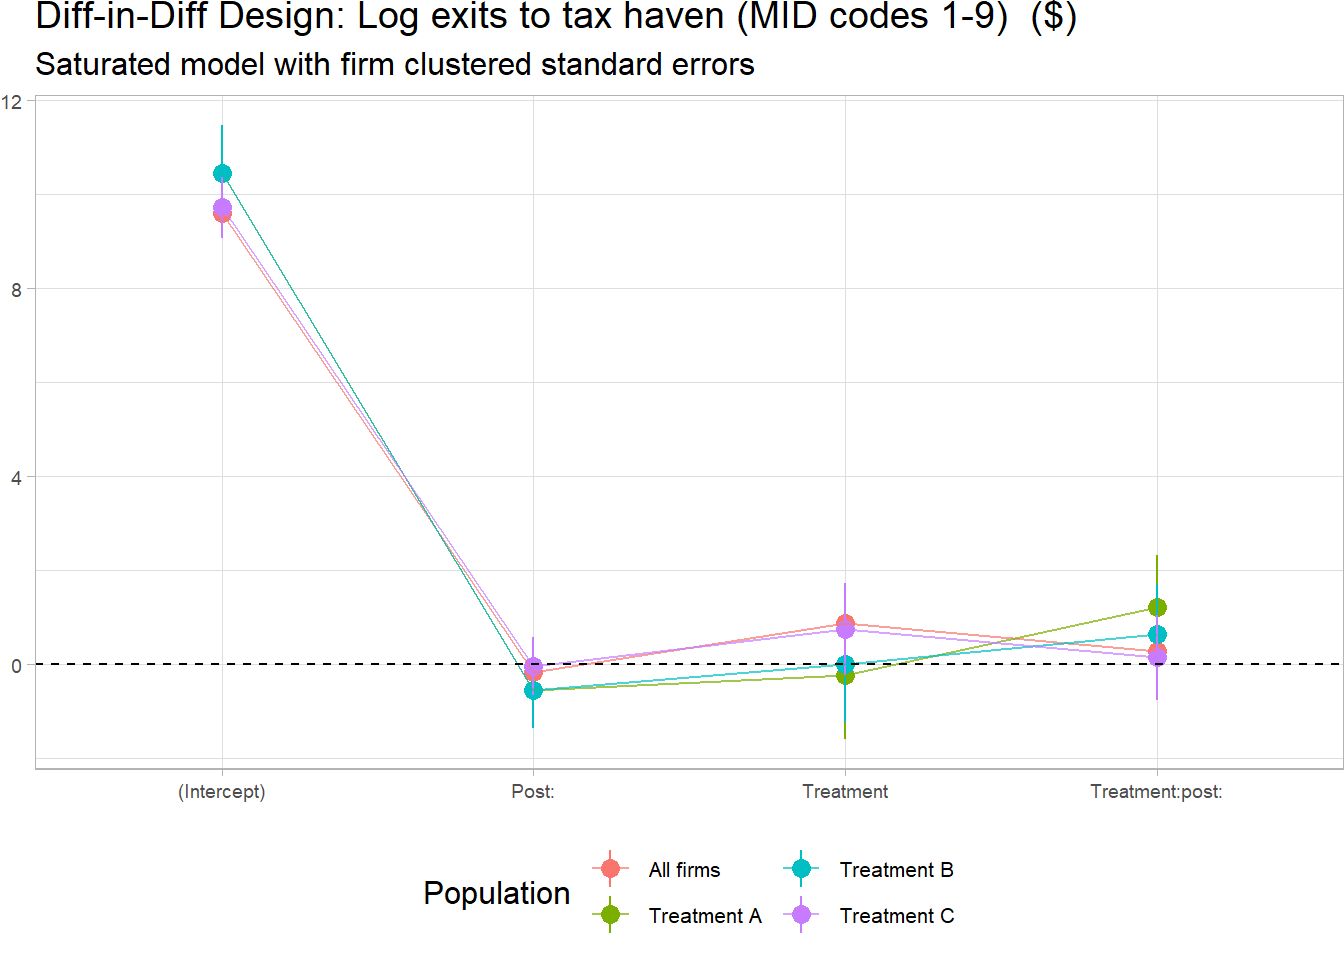 Diff-in-Diff Design: Log exits to tax haven (MID codes 1-9)  ($)
Saturated model with firm clustered standard errors
12
8
4
0
(Intercept) Post: Treatment Treatment:post:
Population
All firms Treatment B
Treatment A Treatment C